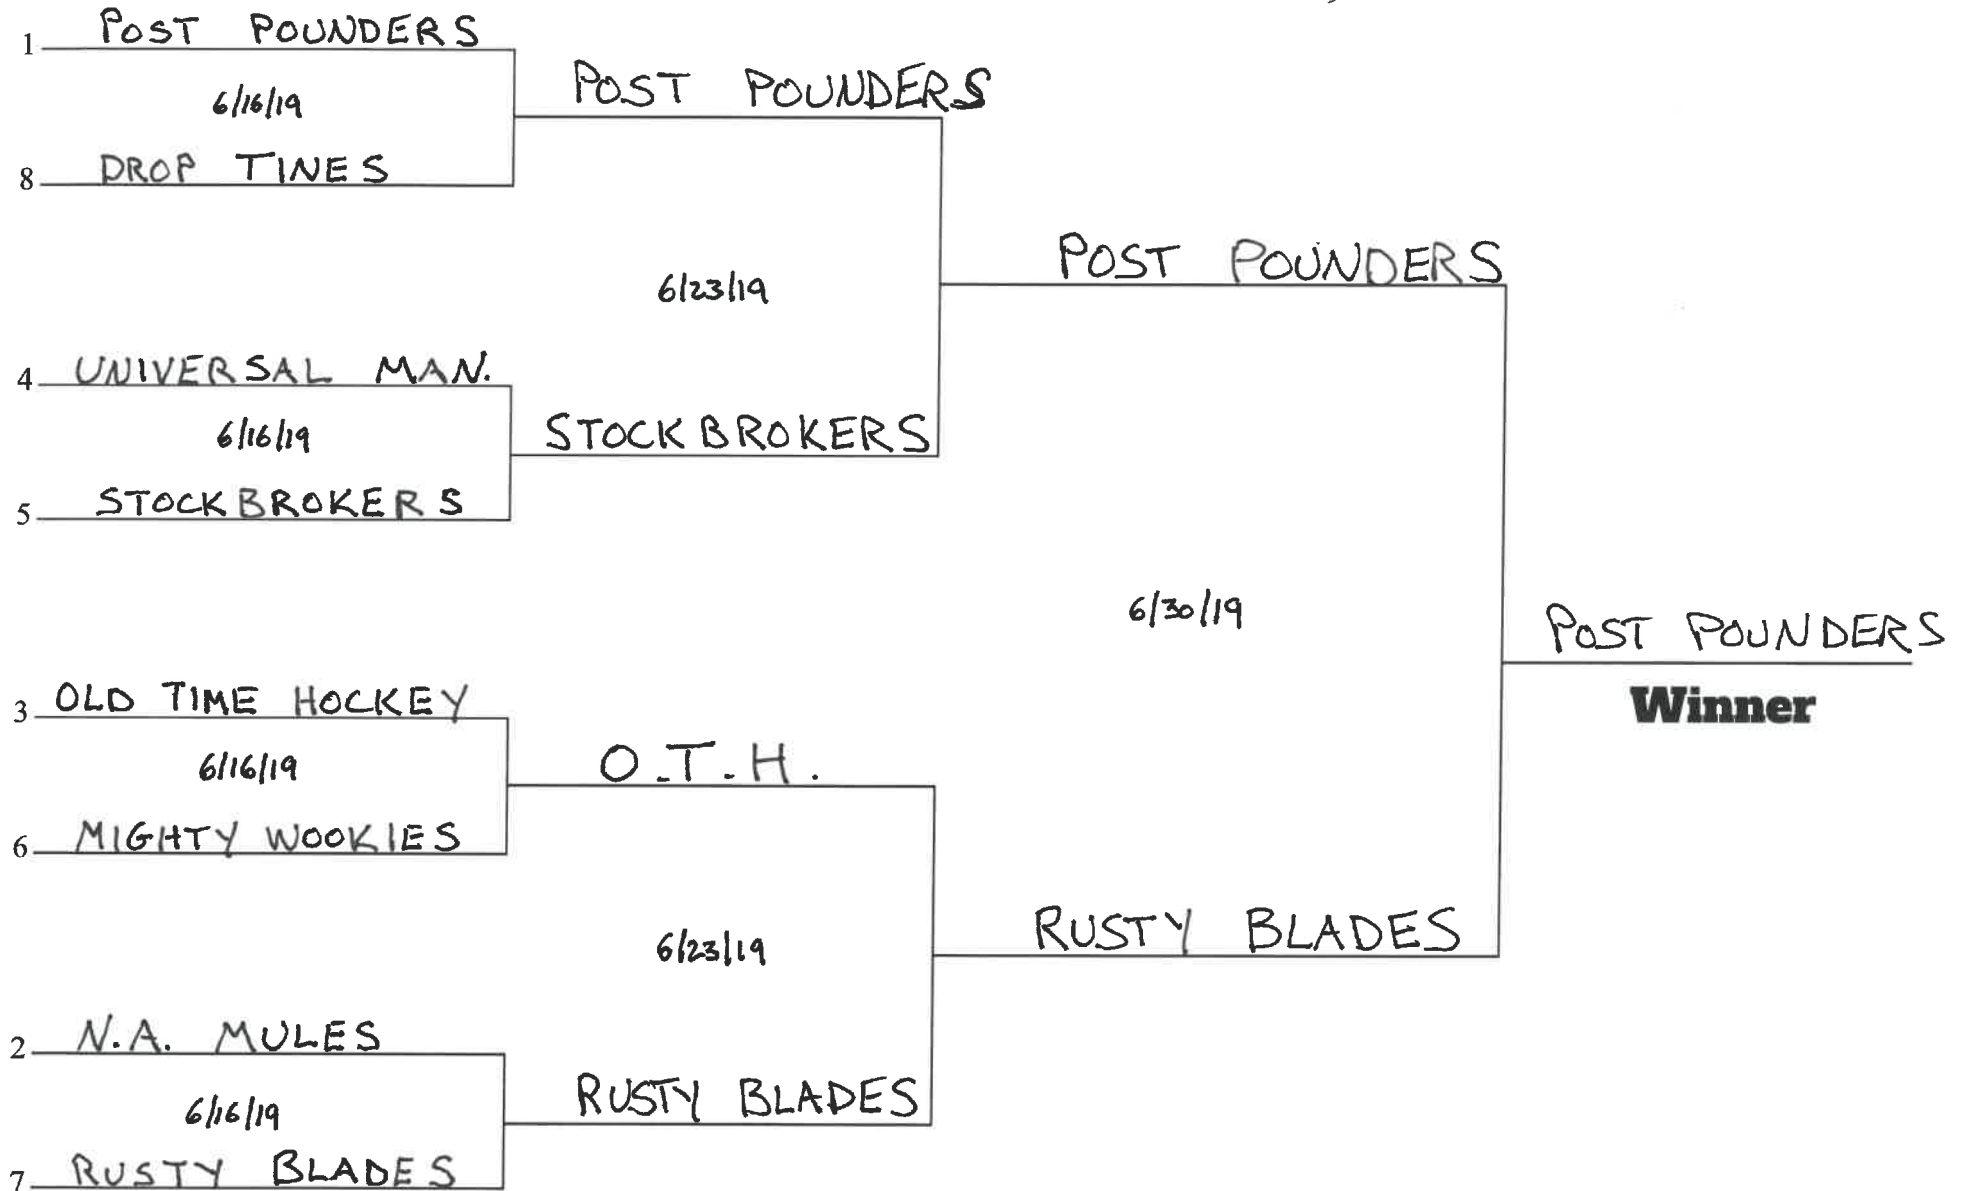 1 POST POUNDERS
6/16/19
POST POUNDERS
8 DROP TINES
6/23/19
POST POUNDERS
4 UNIVERSAL MAN.
6/16/19
STOCKBROKERS
5 STOCKBROKERS
6/30/19
POST POUNDERS
Winner
3 OLD TIME HOCKEY
6/16/19
O.T.H.
6 MIGHTY WOOKIES
6/23/19
RUSTY BLADES
2 N.A. MULES
6/16/19
RUSTY BLADES
7 RUSTY BLADES